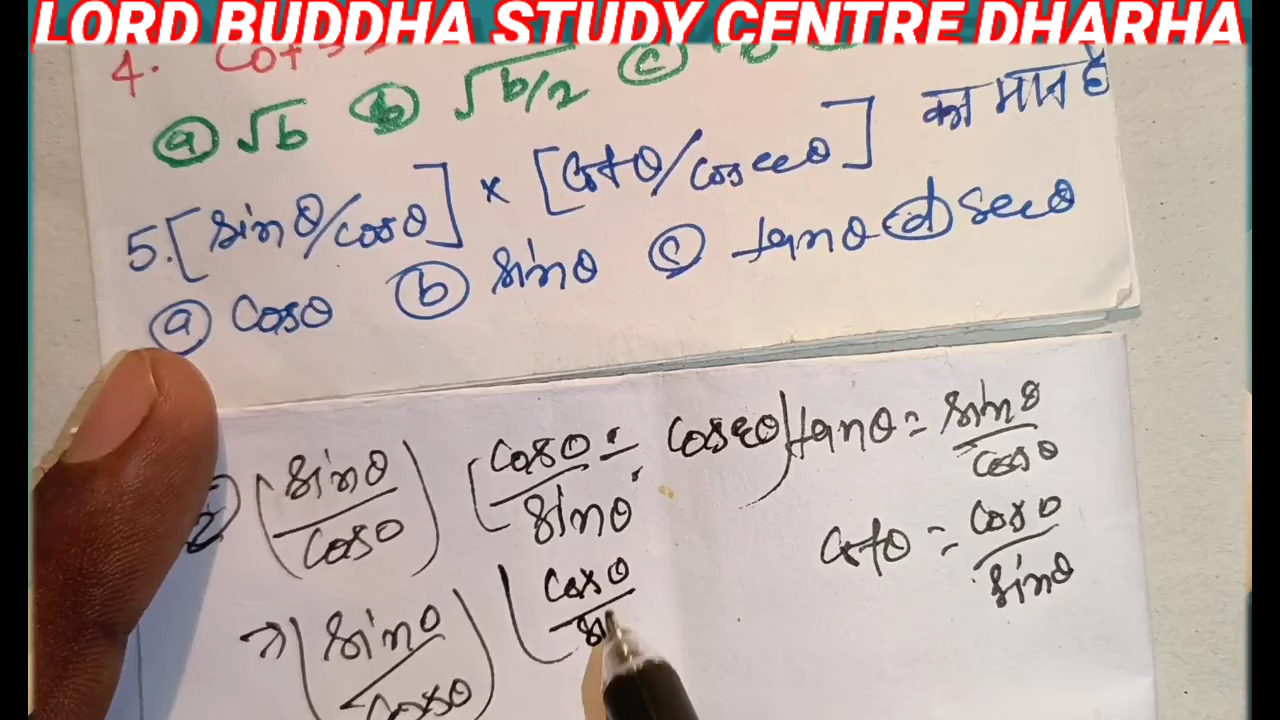 LORD BUDDHA STUDY CENTRE DHARHA
4. Cot
ⓐ √b ⓑ √b/2 ⓒ
5. [sinθ/cosθ] × [Cotθ/cosecθ] का मान है
ⓐ Cosθ ⓑ sinθ ⓒ tanθ ⓓ secθ
(sinθ/cosθ) [cosθ/sinθ ÷ cosecθ) tanθ = sinθ/cosθ
cotθ = cosθ/sinθ
⇒ (sinθ/cosθ) (cosθ/